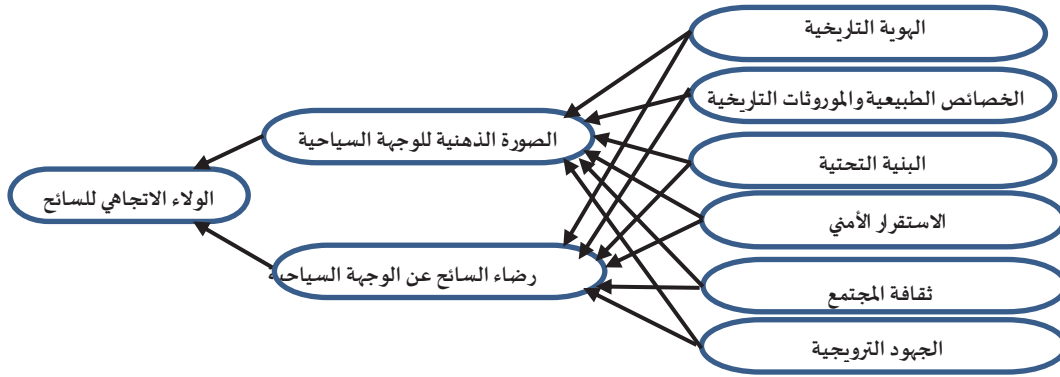 الهوية التاريخية
الخصائص الطبيعية والموروثات التاريخية
البنية التحتية
الاستقرار الأمني
ثقافة المجتمع
الجهود الترويجية
الصورة الذهنية للوجهة السياحية
رضاء السائح عن الوجهة السياحية
الولاء الاتجاهي للسائح